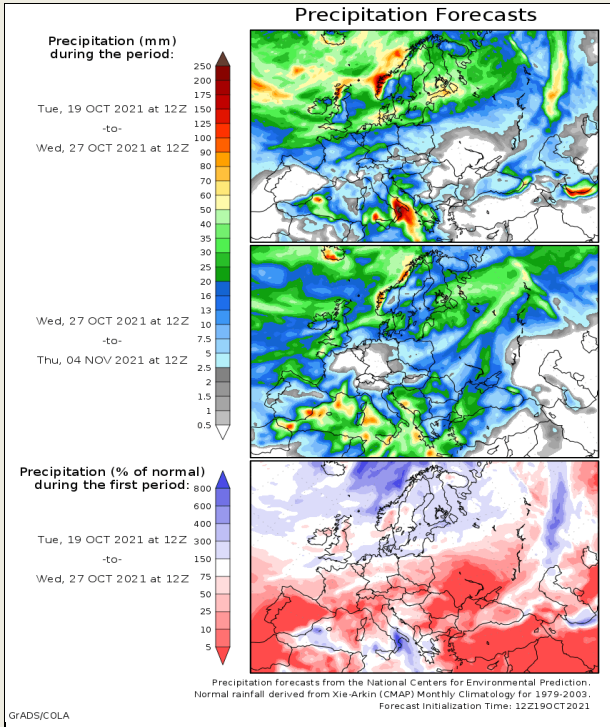 Precipitation Forecasts
Precipitation (mm)
during the period:
250
200
175
150
125
100
90
80
70
60
50
40
35
30
25
20
16
13
10
7.5
5
2.5
2
1.5
1
0.5
Tue, 19 OCT 2021 at 12Z
-to-
Wed, 27 OCT 2021 at 12Z
Wed, 27 OCT 2021 at 12Z
-to-
Thu, 04 NOV 2021 at 12Z
Precipitation (% of normal)
during the first period:
800
600
400
300
150
75
50
25
10
5
Tue, 19 OCT 2021 at 12Z
-to-
Wed, 27 OCT 2021 at 12Z
Precipitation forecasts from the National Centers for Environmental Prediction.
Normal rainfall derived from Xie-Arkin (CMAP) Monthly Climatology for 1979-2003.
Forecast Initialization Time: 12Z19OCT2021
GrADS/COLA